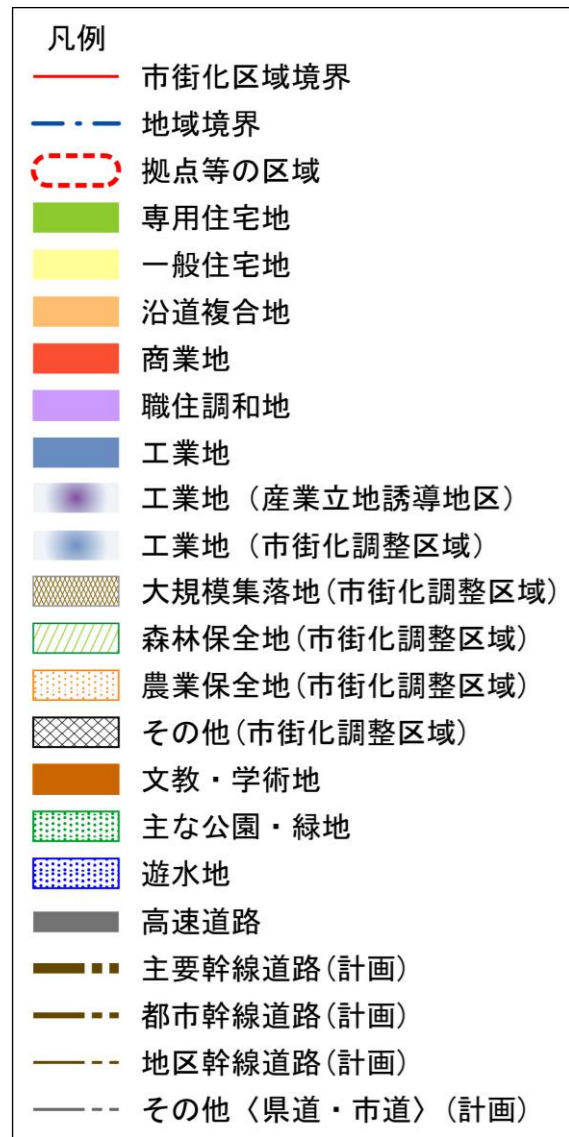 凡例
市街化区域境界
地域境界
拠点等の区域
専用住宅地
一般住宅地
沿道複合地
商業地
職住調和地
工業地
工業地（産業立地誘導地区）
工業地（市街化調整区域）
大規模集落地(市街化調整区域)
森林保全地(市街化調整区域)
農業保全地(市街化調整区域)
その他(市街化調整区域)
文教・学術地
主な公園・緑地
遊水地
高速道路
主要幹線道路(計画)
都市幹線道路(計画)
地区幹線道路(計画)
その他〈県道・市道〉(計画)